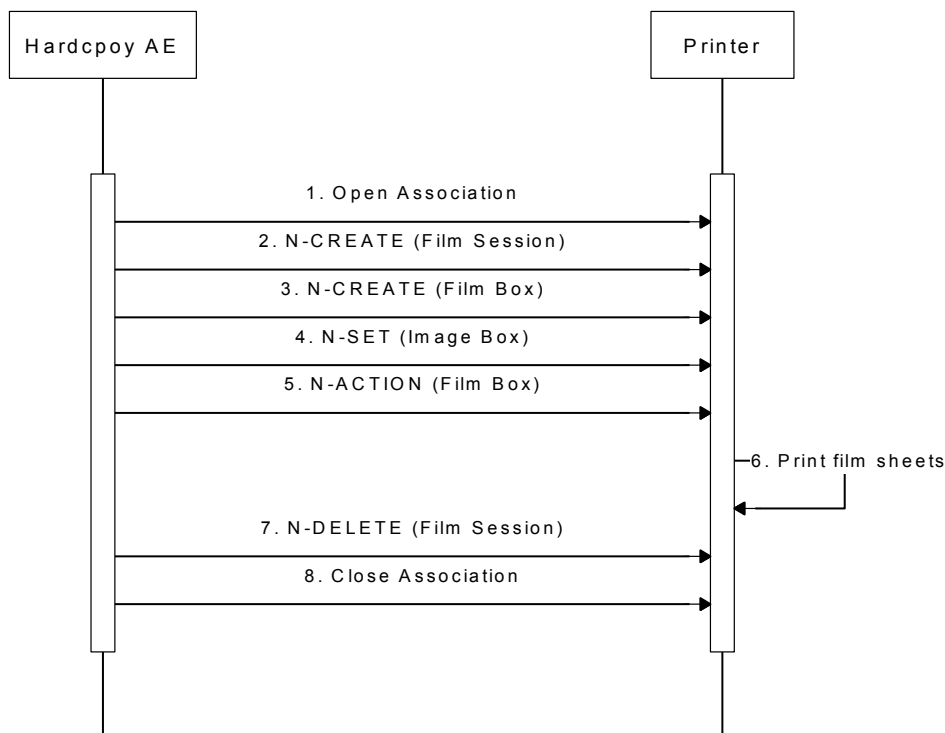 Hardcpoy AE
Printer
1. Open Association
2. N-CREATE (Film Session)
3. N-CREATE (Film Box)
4. N-SET (Image Box)
5. N-ACTION (Film Box)
6. Print film sheets
7. N-DELETE (Film Session)
8. Close Association